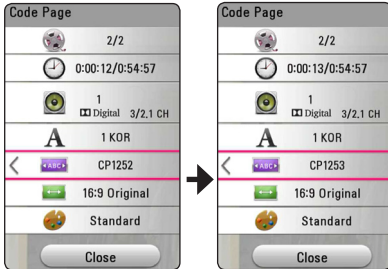 Code Page
2/2
0:00:12/0:54:57
1
Digital 3/2.1 CH
A 1 KOR
ABC CP1252
16:9 Original
Standard
Close
Code Page
2/2
0:00:13/0:54:57
1
Digital 3/2.1 CH
A 1 KOR
ABC CP1253
16:9 Original
Standard
Close